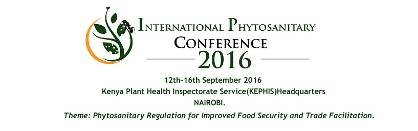 INTERNATIONAL PHYTOSANITARY
CONFERENCE
2016
12th-16th September 2016
Kenya Plant Health Inspectorate Service(KEPHIS)Headquarters
NAIROBI.
Theme: Phytosanitary Regulation for Improved Food Security and Trade Facilitation.